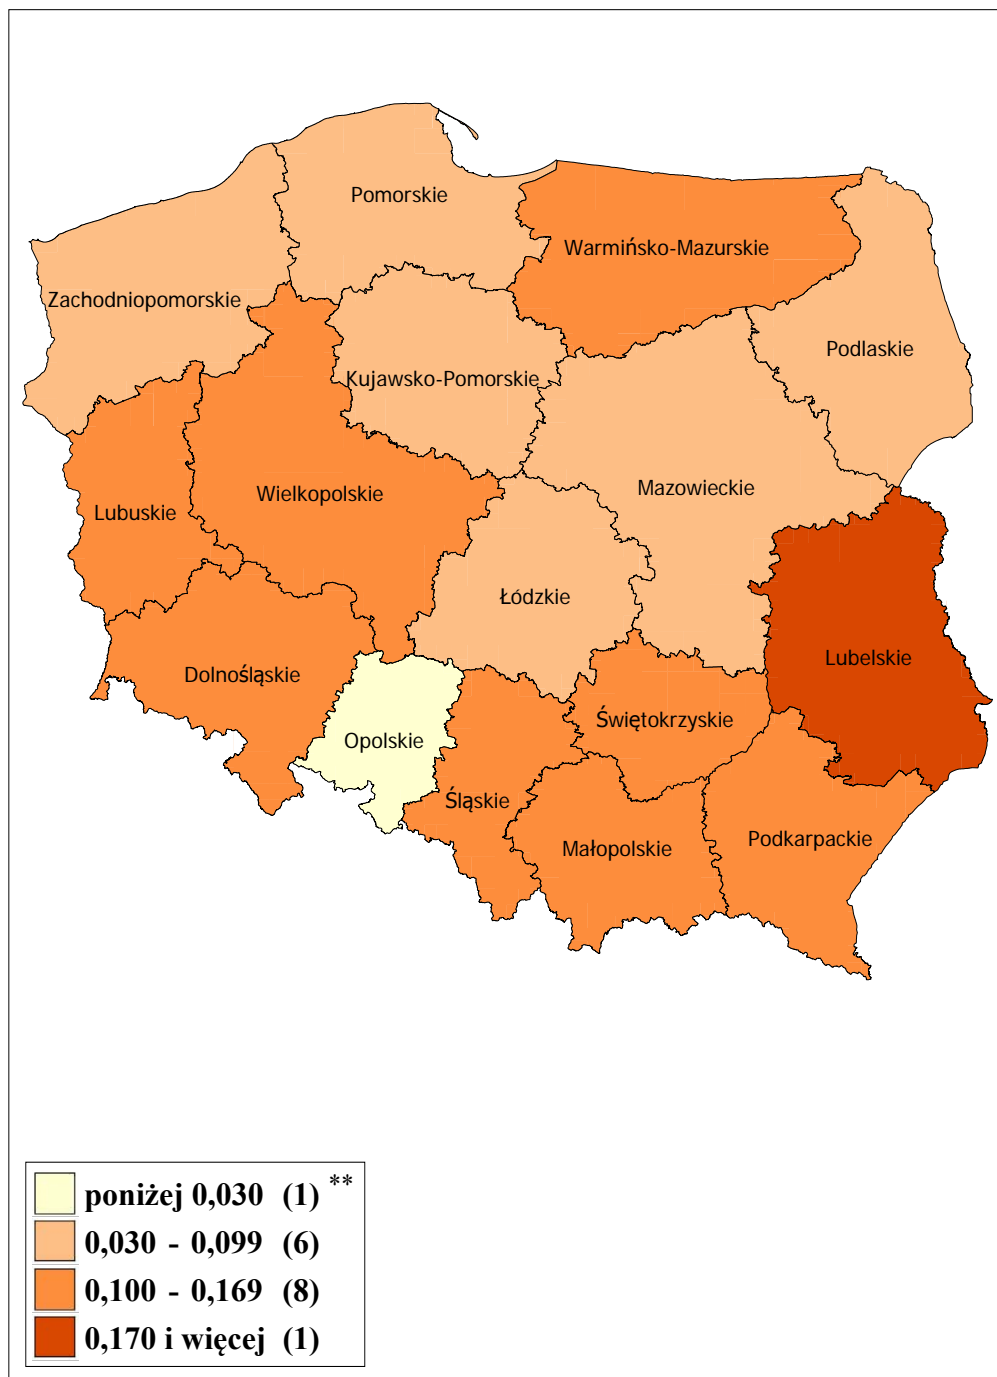 Pomorskie
Warmińsko-Mazurskie
Zachodniopomorskie
Podlaskie
Kujawsko-Pomorskie
Mazowieckie
Wielkopolskie
Lubuskie
Łódzkie
Lubelskie
Dolnośląskie
Świętokrzyskie
Opolskie
Śląskie
Podkarpackie
Małopolskie
poniżej 0,030 (1) **
0,030 - 0,099 (6)
0,100 - 0,169 (8)
0,170 i więcej (1)